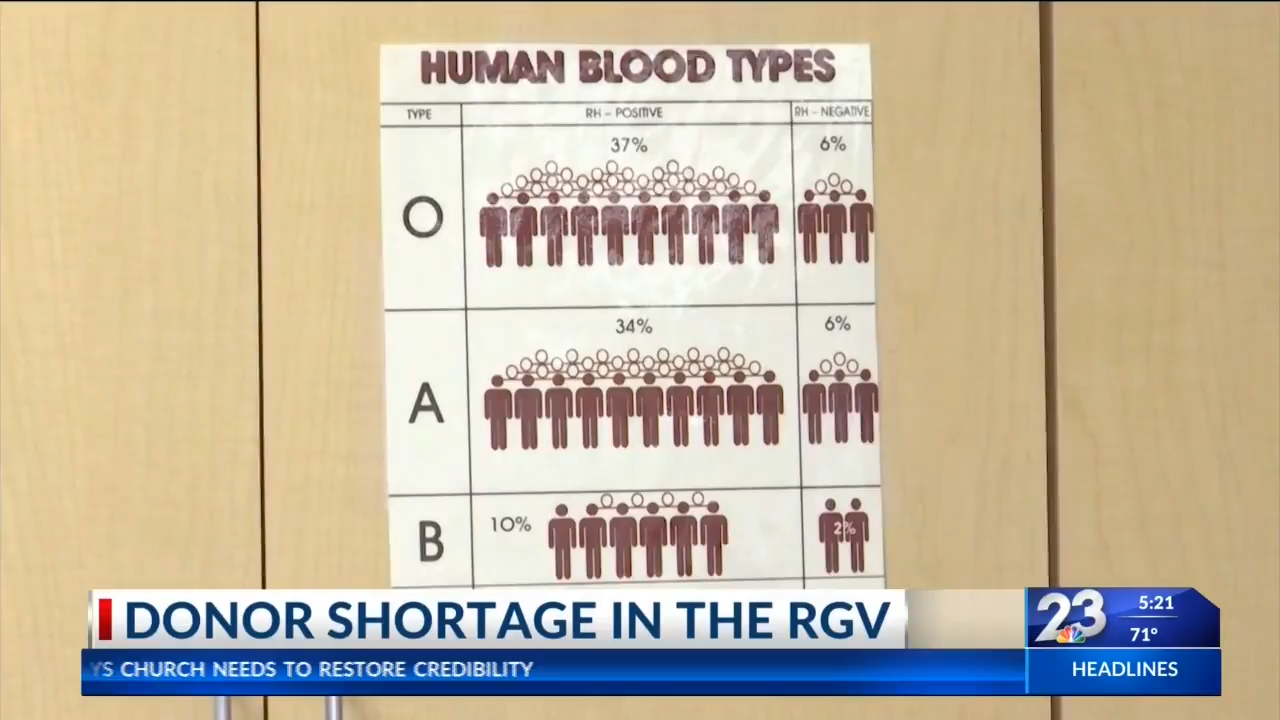 HUMAN BLOOD TYPES
TYPE RH – POSITIVE RH – NEGATIVE
37% 6%
O
34% 6%
A
10% 2%
B
DONOR SHORTAGE IN THE RGV
23 5:21
71°
YS CHURCH NEEDS TO RESTORE CREDIBILITY
HEADLINES